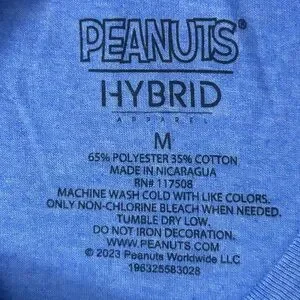 PEANUTS®
HYBRID
APPAREL
M
65% POLYESTER 35% COTTON
MADE IN NICARAGUA
RN# 117508
MACHINE WASH COLD WITH LIKE COLORS.
ONLY NON-CHLORINE BLEACH WHEN NEEDED.
TUMBLE DRY LOW.
DO NOT IRON DECORATION.
WWW.PEANUTS.COM
© 2023 Peanuts Worldwide LLC
196325583028